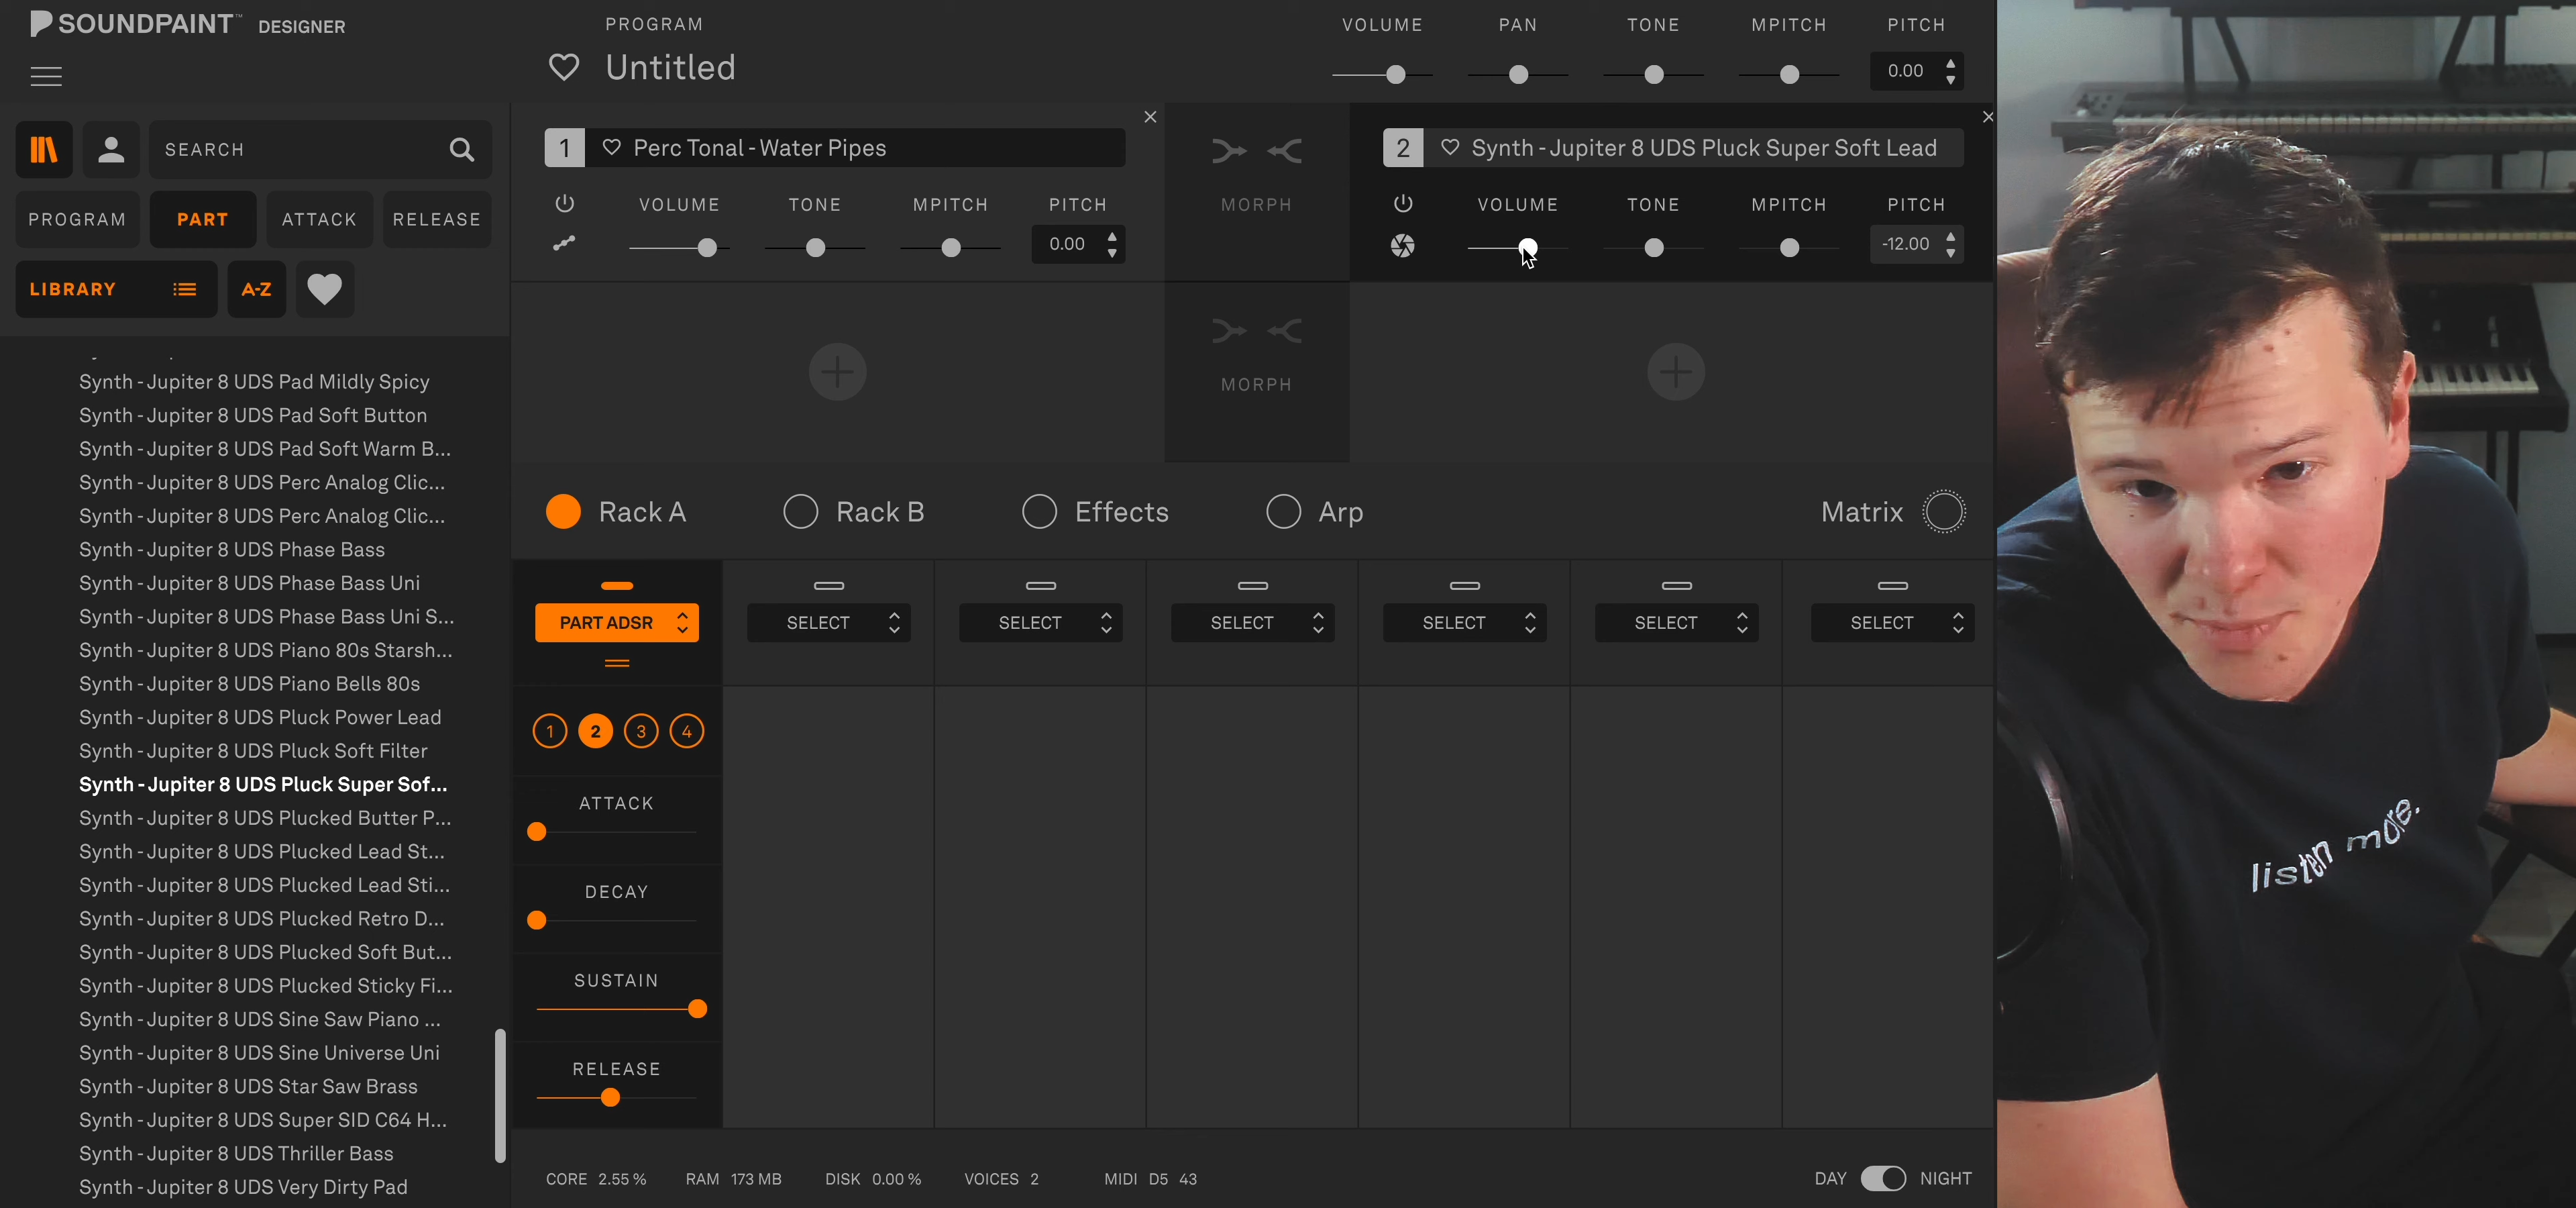 SOUNDPAINT™ DESIGNER
PROGRAM
Untitled
VOLUME PAN TONE MPITCH PITCH
0.00
SEARCH
PROGRAM PART ATTACK RELEASE
LIBRARY A-Z
1 Perc Tonal - Water Pipes
VOLUME TONE MPITCH PITCH
0.00
MORPH
2 Synth - Jupiter 8 UDS Pluck Super Soft Lead
VOLUME TONE MPITCH PITCH
-12.00
MORPH
Synth - Jupiter 8 UDS Pad Mildly Spicy
Synth - Jupiter 8 UDS Pad Soft Button
Synth - Jupiter 8 UDS Pad Soft Warm B...
Synth - Jupiter 8 UDS Perc Analog Clic...
Synth - Jupiter 8 UDS Perc Analog Clic...
Synth - Jupiter 8 UDS Phase Bass
Synth - Jupiter 8 UDS Phase Bass Uni
Synth - Jupiter 8 UDS Phase Bass Uni S...
Synth - Jupiter 8 UDS Piano 80s Starsh...
Synth - Jupiter 8 UDS Piano Bells 80s
Synth - Jupiter 8 UDS Pluck Power Lead
Synth - Jupiter 8 UDS Pluck Soft Filter
Synth - Jupiter 8 UDS Pluck Super Sof...
Synth - Jupiter 8 UDS Plucked Butter P...
Synth - Jupiter 8 UDS Plucked Lead St...
Synth - Jupiter 8 UDS Plucked Lead Sti...
Synth - Jupiter 8 UDS Plucked Retro D...
Synth - Jupiter 8 UDS Plucked Soft But...
Synth - Jupiter 8 UDS Plucked Sticky Fi...
Synth - Jupiter 8 UDS Sine Saw Piano ...
Synth - Jupiter 8 UDS Sine Universe Uni
Synth - Jupiter 8 UDS Star Saw Brass
Synth - Jupiter 8 UDS Super SID C64 H...
Synth - Jupiter 8 UDS Thriller Bass
Synth - Jupiter 8 UDS Very Dirty Pad
Rack A Rack B Effects Arp Matrix
PART ADSR SELECT SELECT SELECT SELECT SELECT SELECT
1 2 3 4
ATTACK
DECAY
SUSTAIN
RELEASE
CORE 2.55 % RAM 173 MB DISK 0.00 % VOICES 2 MIDI D5 43 DAY NIGHT
listen more.